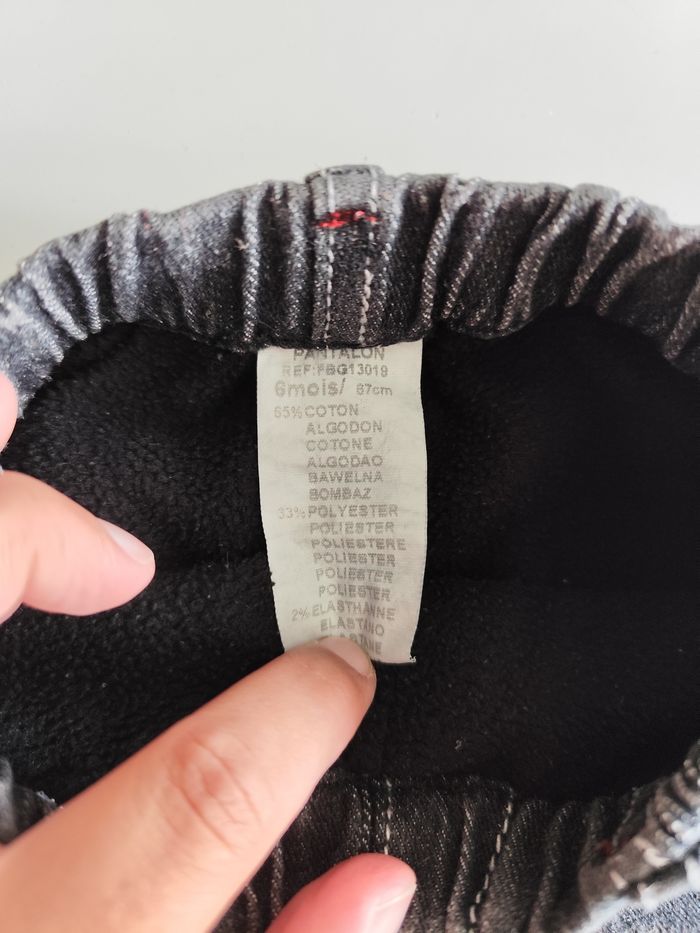 PANTALON
REF:FBG13019
6mois/ 67cm
65%COTON
ALGODON
COTONE
ALGODAO
BAWELNA
BOMBAZ
33%POLYESTER
POLIESTER
POLIESTERE
POLIESTER
POLIESTER
POLIESTER
2%ELASTHANNE
ELASTANO